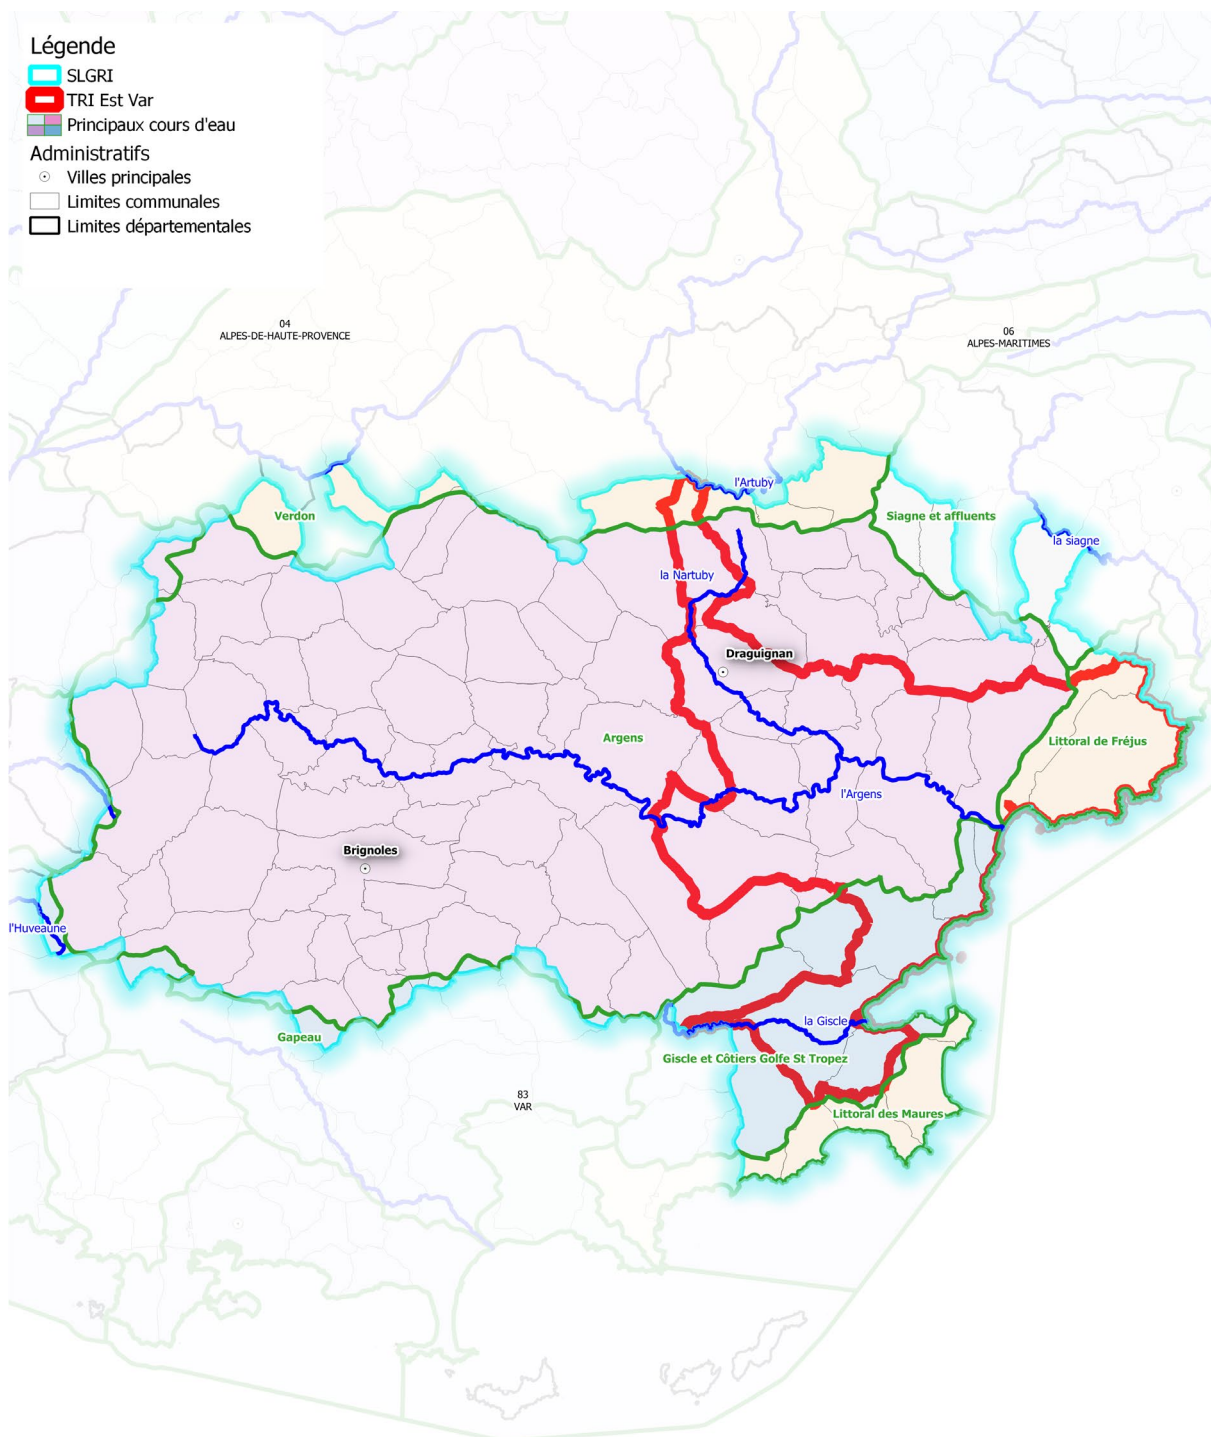 Légende
SLGRI
TRI Est Var
Principaux cours d'eau
Administratifs
Villes principales
Limites communales
Limites départementales
04
ALPES-DE-HAUTE-PROVENCE
06
ALPES-MARITIMES
l'Artuby
Verdon
Siagne et affluents
la siagne
la Nartuby
Draguignan
Argens
Littoral de Fréjus
l'Argens
Brignoles
l'Huveaune
la Giscle
Gapeau
Giscle et Côtiers Golfe St Tropez
83
VAR
Littoral des Maures